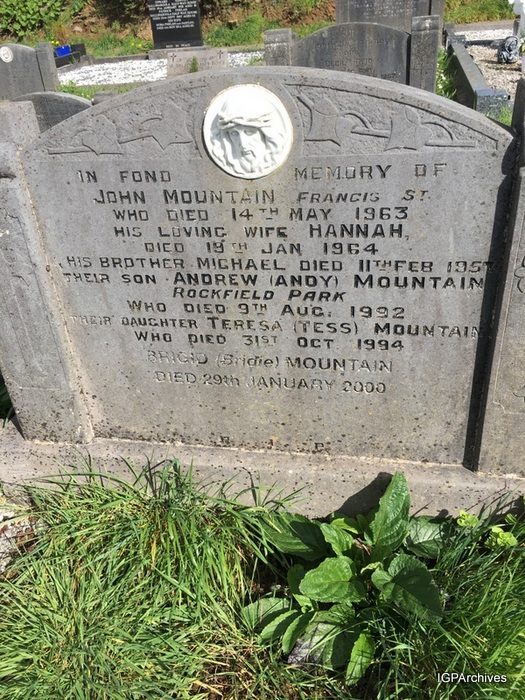 IN FOND MEMORY OF
JOHN MOUNTAIN FRANCIS ST.
WHO DIED 14TH MAY 1963
HIS LOVING WIFE HANNAH,
DIED 19TH JAN 1964
HIS BROTHER MICHAEL DIED 11TH FEB
THEIR SON ANDREW (ANDY) MOUNTAIN
ROCKFIELD PARK
WHO DIED 9TH AUG. 1992
THEIR DAUGHTER TERESA (TESS) MOUNTAIN
WHO DIED 31ST OCT 1994
BRIGID (Bridie) MOUNTAIN
DIED 29th JANUARY 2000
IGPArchives